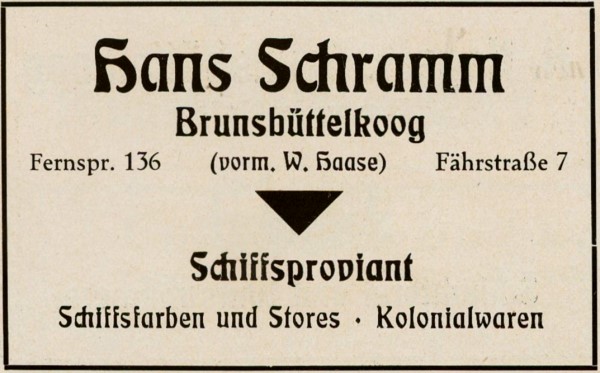 Hans Schramm
Brunsbüttelkoog
Fernspr. 136 (vorm. W. Haase) Fährstraße 7
Schiffsproviant
Schiffsfarben und Stores · Kolonialwaren